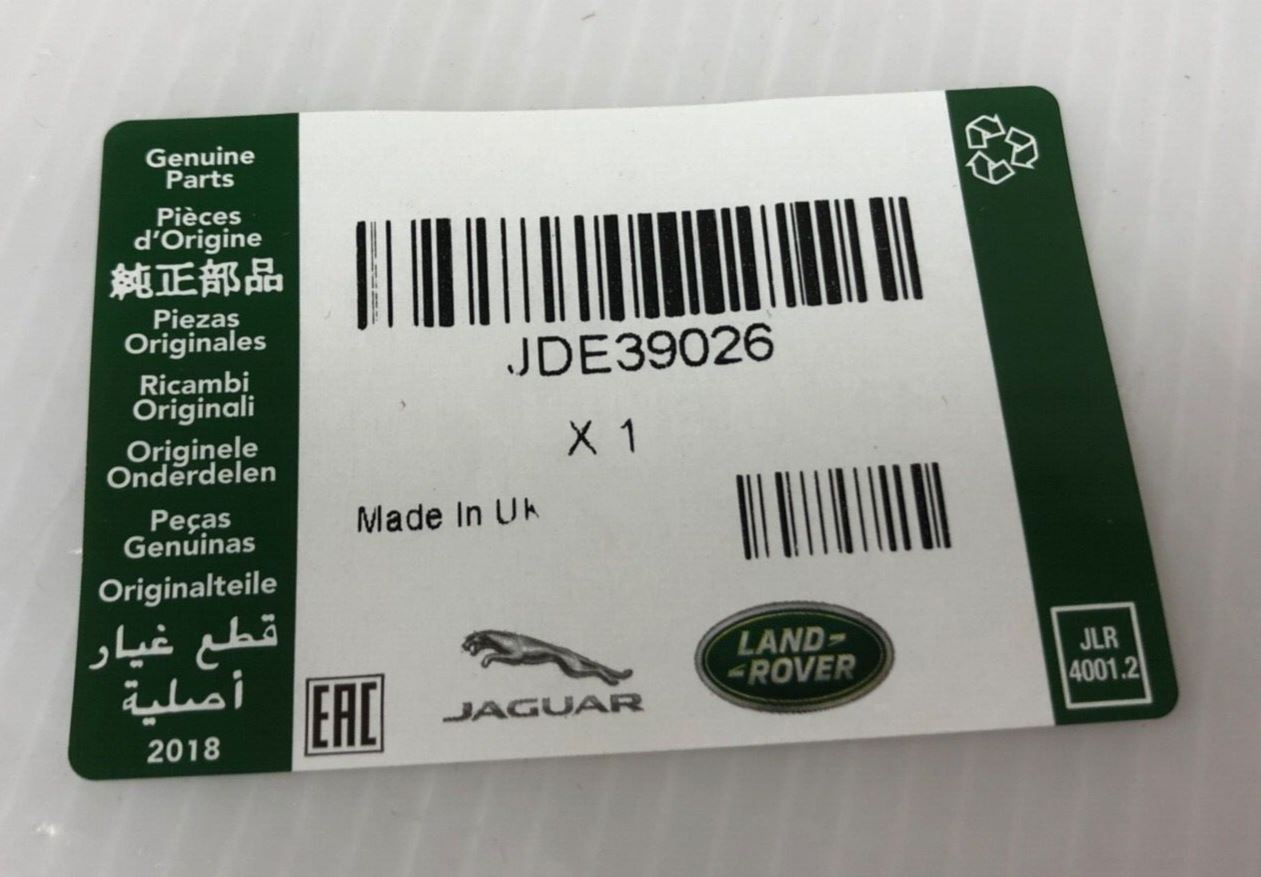 Genuine
Parts
Pièces
d'Origine
純正部品
Piezas
Originales
Ricambi
Originali
Originele
Onderdelen
Peças
Genuínas
Originalteile
قطع غيار
أصلية
2018
JDE39026
X 1
Made In UK
EAC
JAGUAR
LAND-
-ROVER
JLR
4001.2